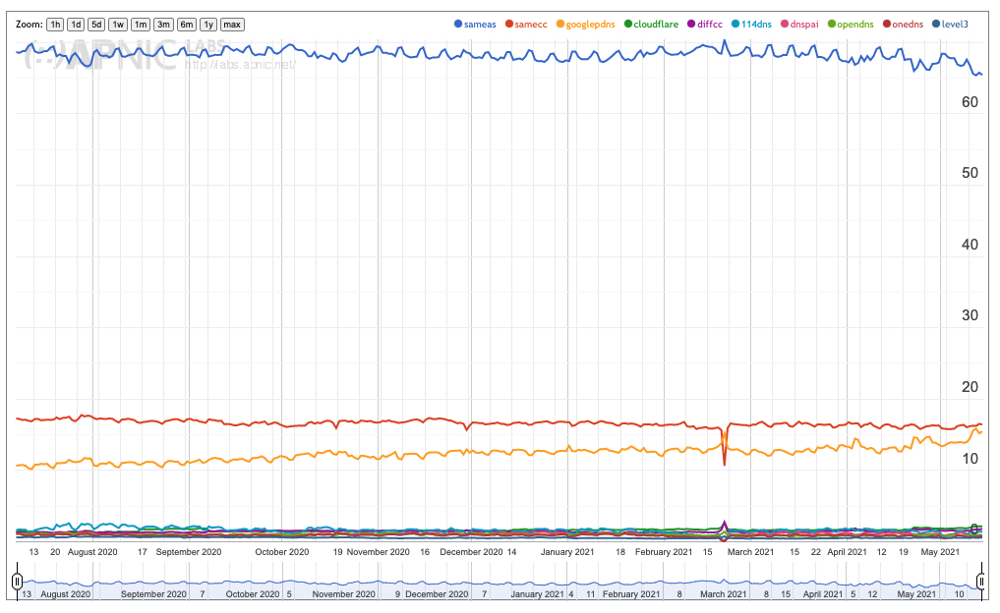 Zoom: 1h 1d 5d 1w 1m 3m 6m 1y max sameas samecc googlepdns cloudflare diffcc 114dns dnspai opendns onedns level3
APNIC LABS
http://labs.apnic.net/
60
50
40
30
20
10
0
13 20 August 2020 17 September 2020 October 2020 19 November 2020 16 December 2020 14 January 2021 18 February 2021 15 March 2021 15 22 April 2021 12 19 May 2021
13 August 2020 September 2020 7 October 2020 5 November 2020 9 December 2020 7 January 2021 4 11 February 2021 8 March 2021 8 15 April 2021 5 12 May 2021 10